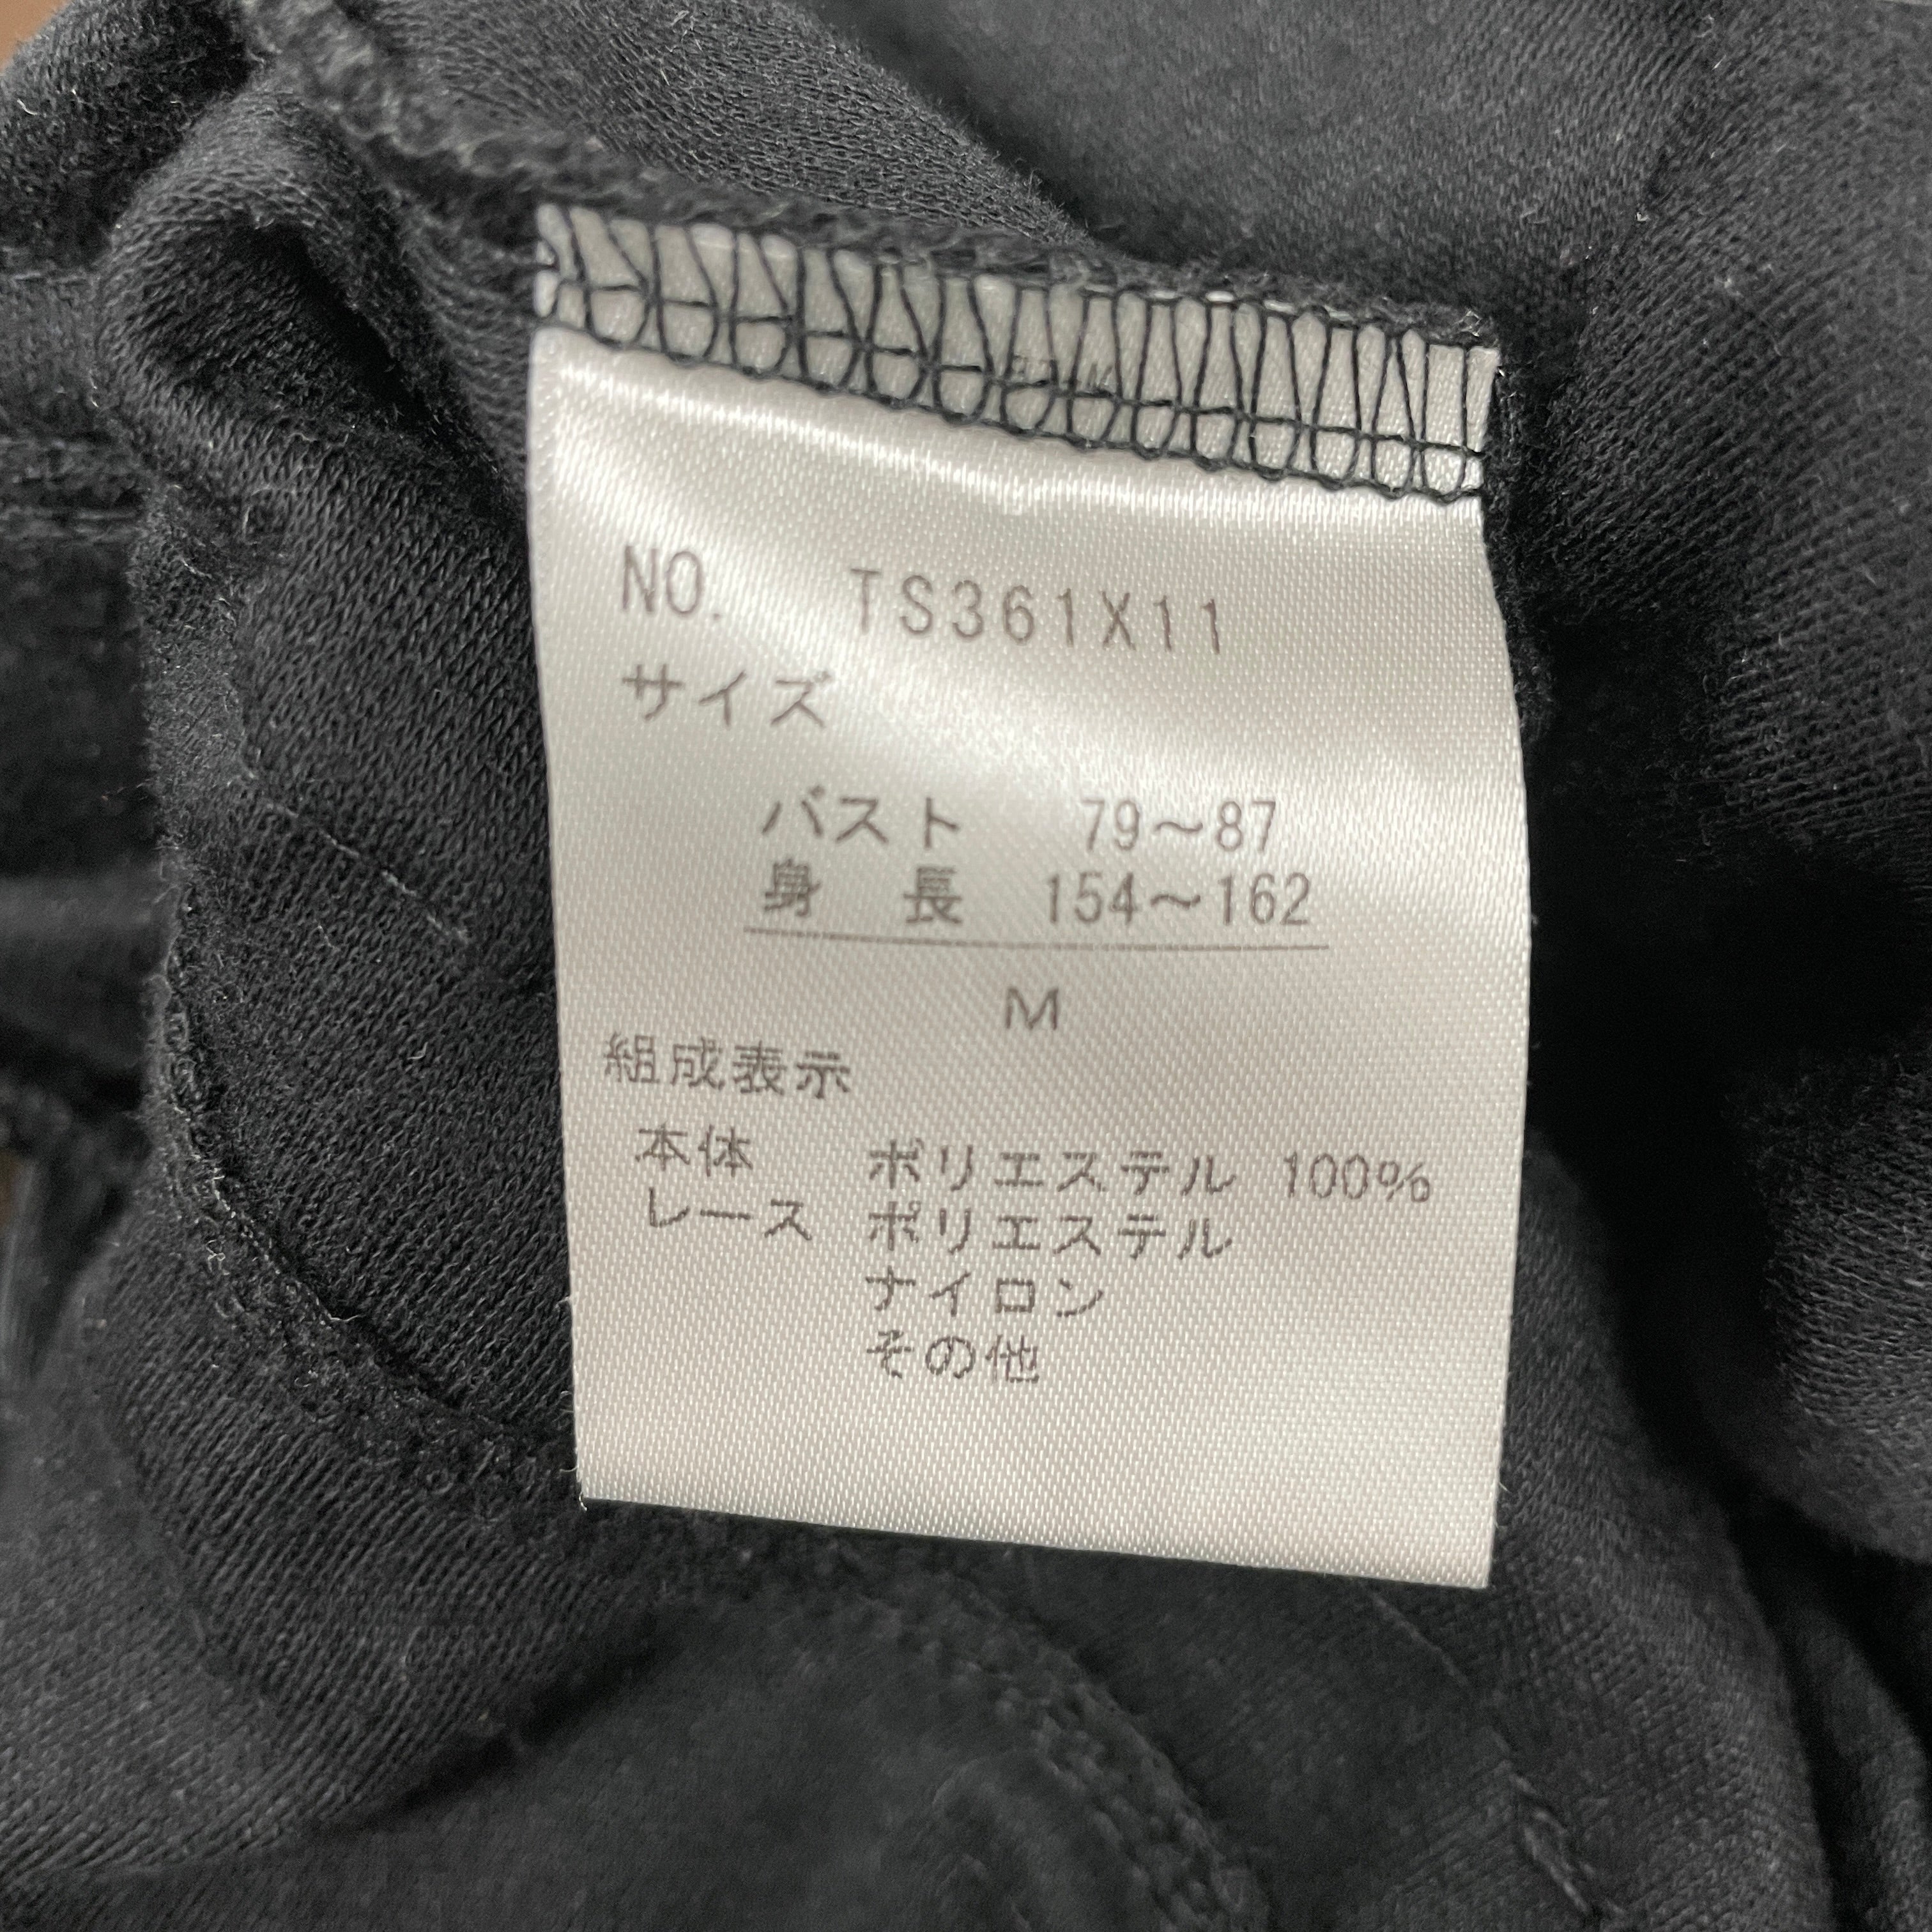 NO. TS361X11
サイズ
バスト 79～87
身 長 154～162
M
組成表示
本体 ポリエステル 100%
レース ポリエステル
ナイロン
その他